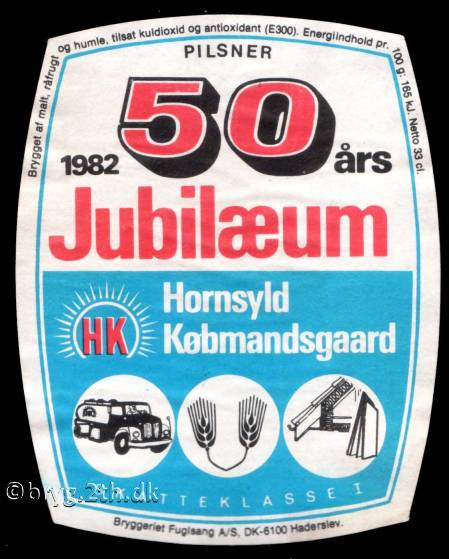 Brygget af malt, råfrugt og humle, tilsat kuldioxid og antioxidant (E300). Energiindhold pr. 100 g: 165 kJ. Netto 33 cl.
PILSNER
50
1982 års
Jubilæum
HK
Hornsyld
Købmandsgaard
SKATTEKLASSE I
©bryg.2th.dk
Bryggeriet Fuglsang A/S, DK-6100 Haderslev.